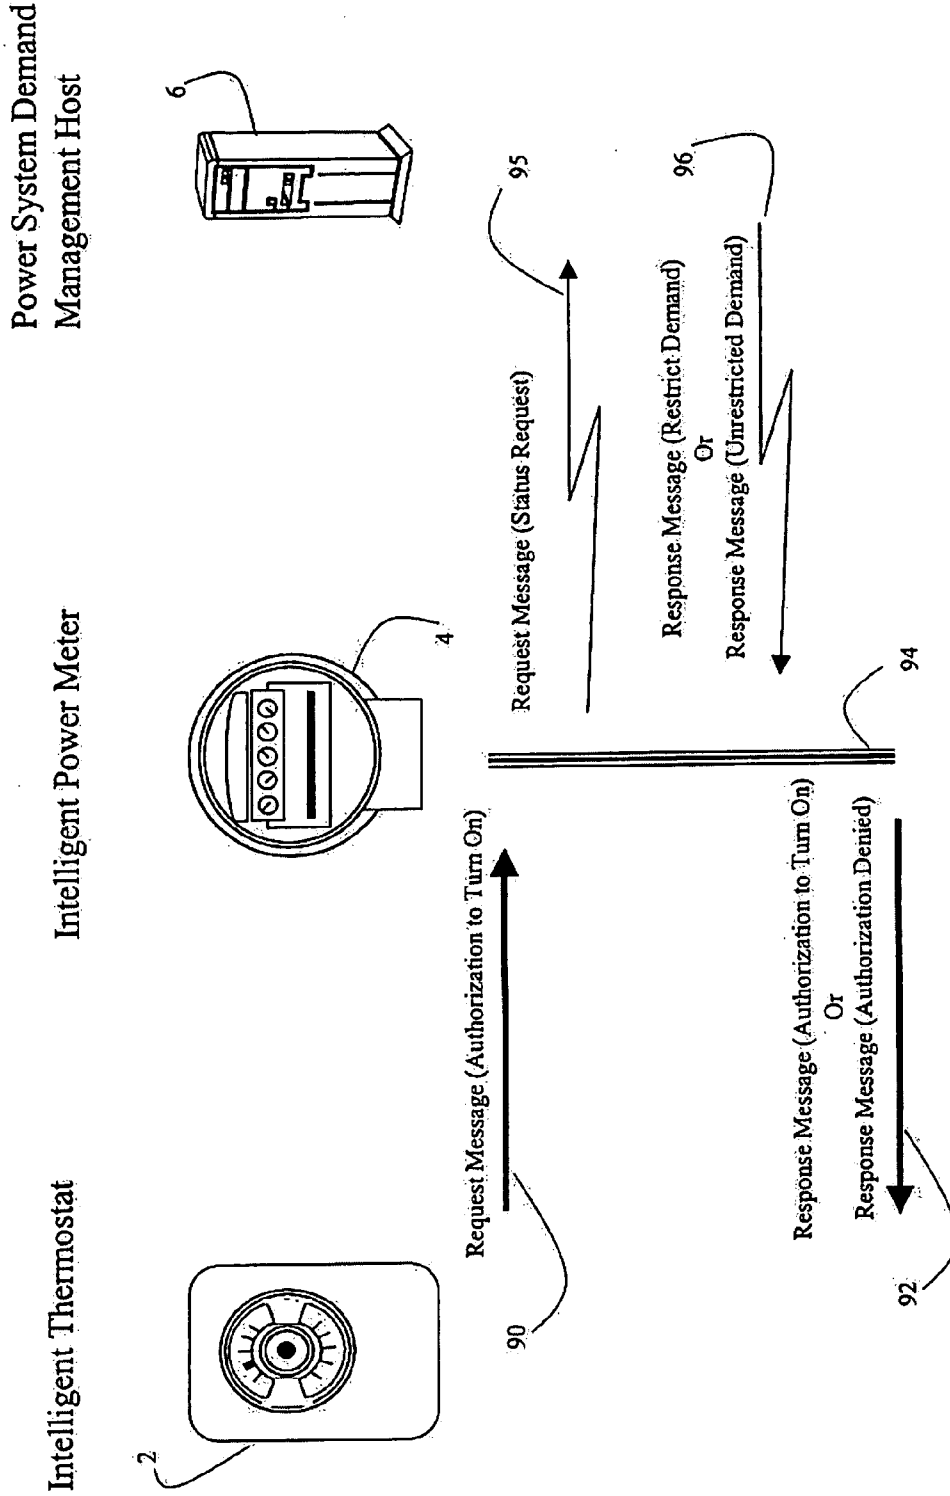 Intelligent Thermostat
Intelligent Power Meter
Power System Demand
Management Host
2
4
6
Request Message (Authorization to Turn On)
90
Request Message (Status Request)
95
Response Message (Restrict Demand)
Or
Response Message (Unrestricted Demand)
96
94
Response Message (Authorization to Turn On)
Or
Response Message (Authorization Denied)
92